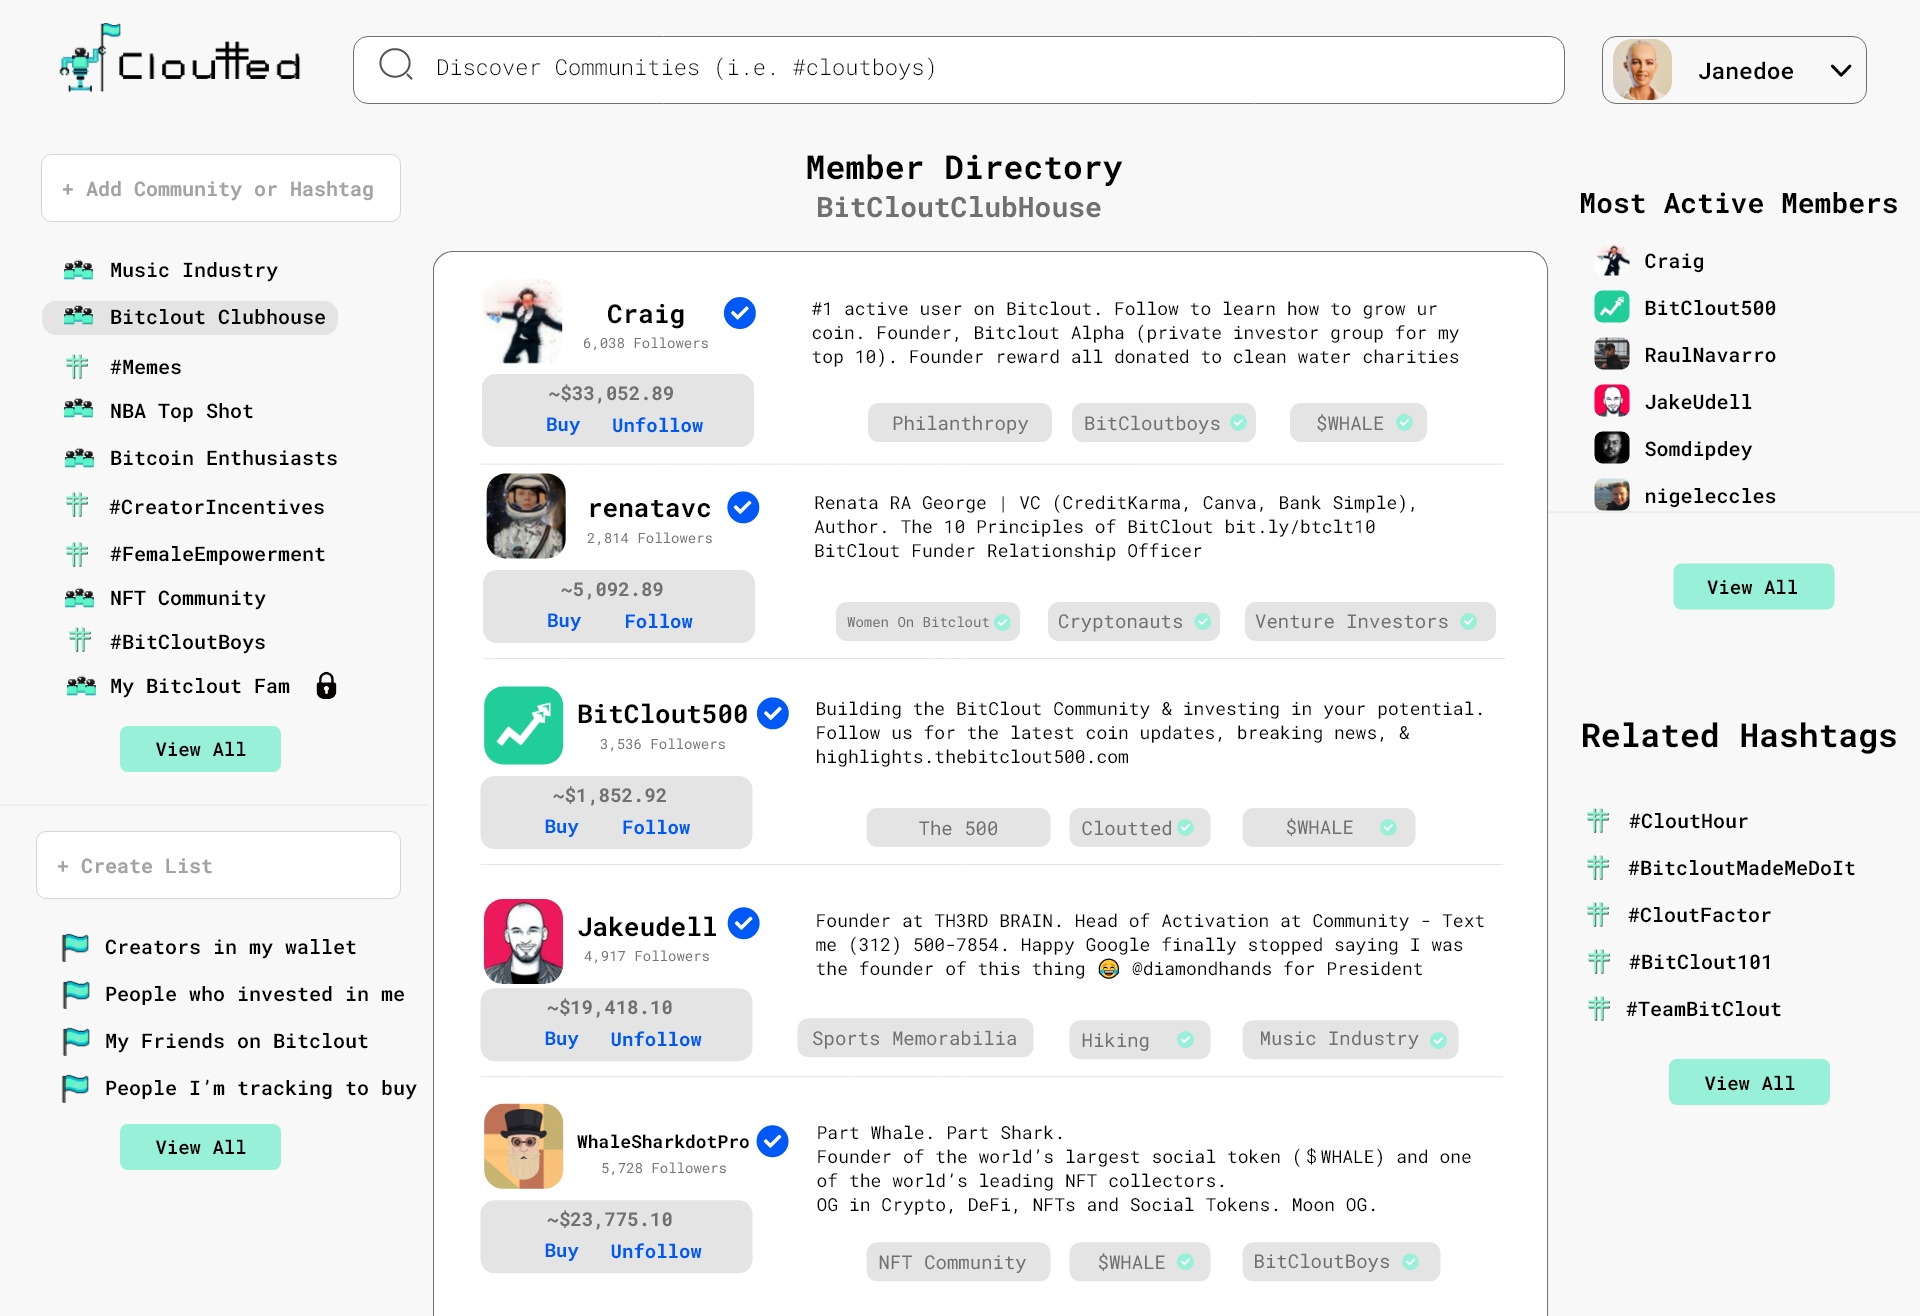 Cloutted
Discover Communities (i.e. #cloutboys)
Janedoe
+ Add Community or Hashtag
Music Industry
Bitclout Clubhouse
#Memes
NBA Top Shot
Bitcoin Enthusiasts
#CreatorIncentives
#FemaleEmpowerment
NFT Community
#BitCloutBoys
My Bitclout Fam
View All
+ Create List
Creators in my wallet
People who invested in me
My Friends on Bitclout
People I’m tracking to buy
View All
Member Directory
BitCloutClubHouse
Craig
6,038 Followers
~$33,052.89
Buy Unfollow
#1 active user on Bitclout. Follow to learn how to grow ur
coin. Founder, Bitclout Alpha (private investor group for my
top 10). Founder reward all donated to clean water charities
Philanthropy BitCloutboys $WHALE
renatavc
2,814 Followers
~5,092.89
Buy Follow
Renata RA George | VC (CreditKarma, Canva, Bank Simple),
Author. The 10 Principles of BitClout bit.ly/btclt10
BitClout Funder Relationship Officer
Women On Bitclout Cryptonauts Venture Investors
BitClout500
3,536 Followers
~$1,852.92
Buy Follow
Building the BitClout Community & investing in your potential.
Follow us for the latest coin updates, breaking news, &
highlights.thebitclout500.com
The 500 Cloutted $WHALE
Jakeudell
4,917 Followers
~$19,418.10
Buy Unfollow
Founder at TH3RD BRAIN. Head of Activation at Community - Text
me (312) 500-7854. Happy Google finally stopped saying I was
the founder of this thing 😂 @diamondhands for President
Sports Memorabilia Hiking Music Industry
WhaleSharkdotPro
5,728 Followers
~$23,775.10
Buy Unfollow
Part Whale. Part Shark.
Founder of the world’s largest social token ($WHALE) and one
of the world’s leading NFT collectors.
OG in Crypto, DeFi, NFTs and Social Tokens. Moon OG.
NFT Community $WHALE BitCloutBoys
Most Active Members
Craig
BitClout500
RaulNavarro
JakeUdell
Somdipdey
nigeleccles
View All
Related Hashtags
#CloutHour
#BitcloutMadeMeDoIt
#CloutFactor
#BitClout101
#TeamBitClout
View All